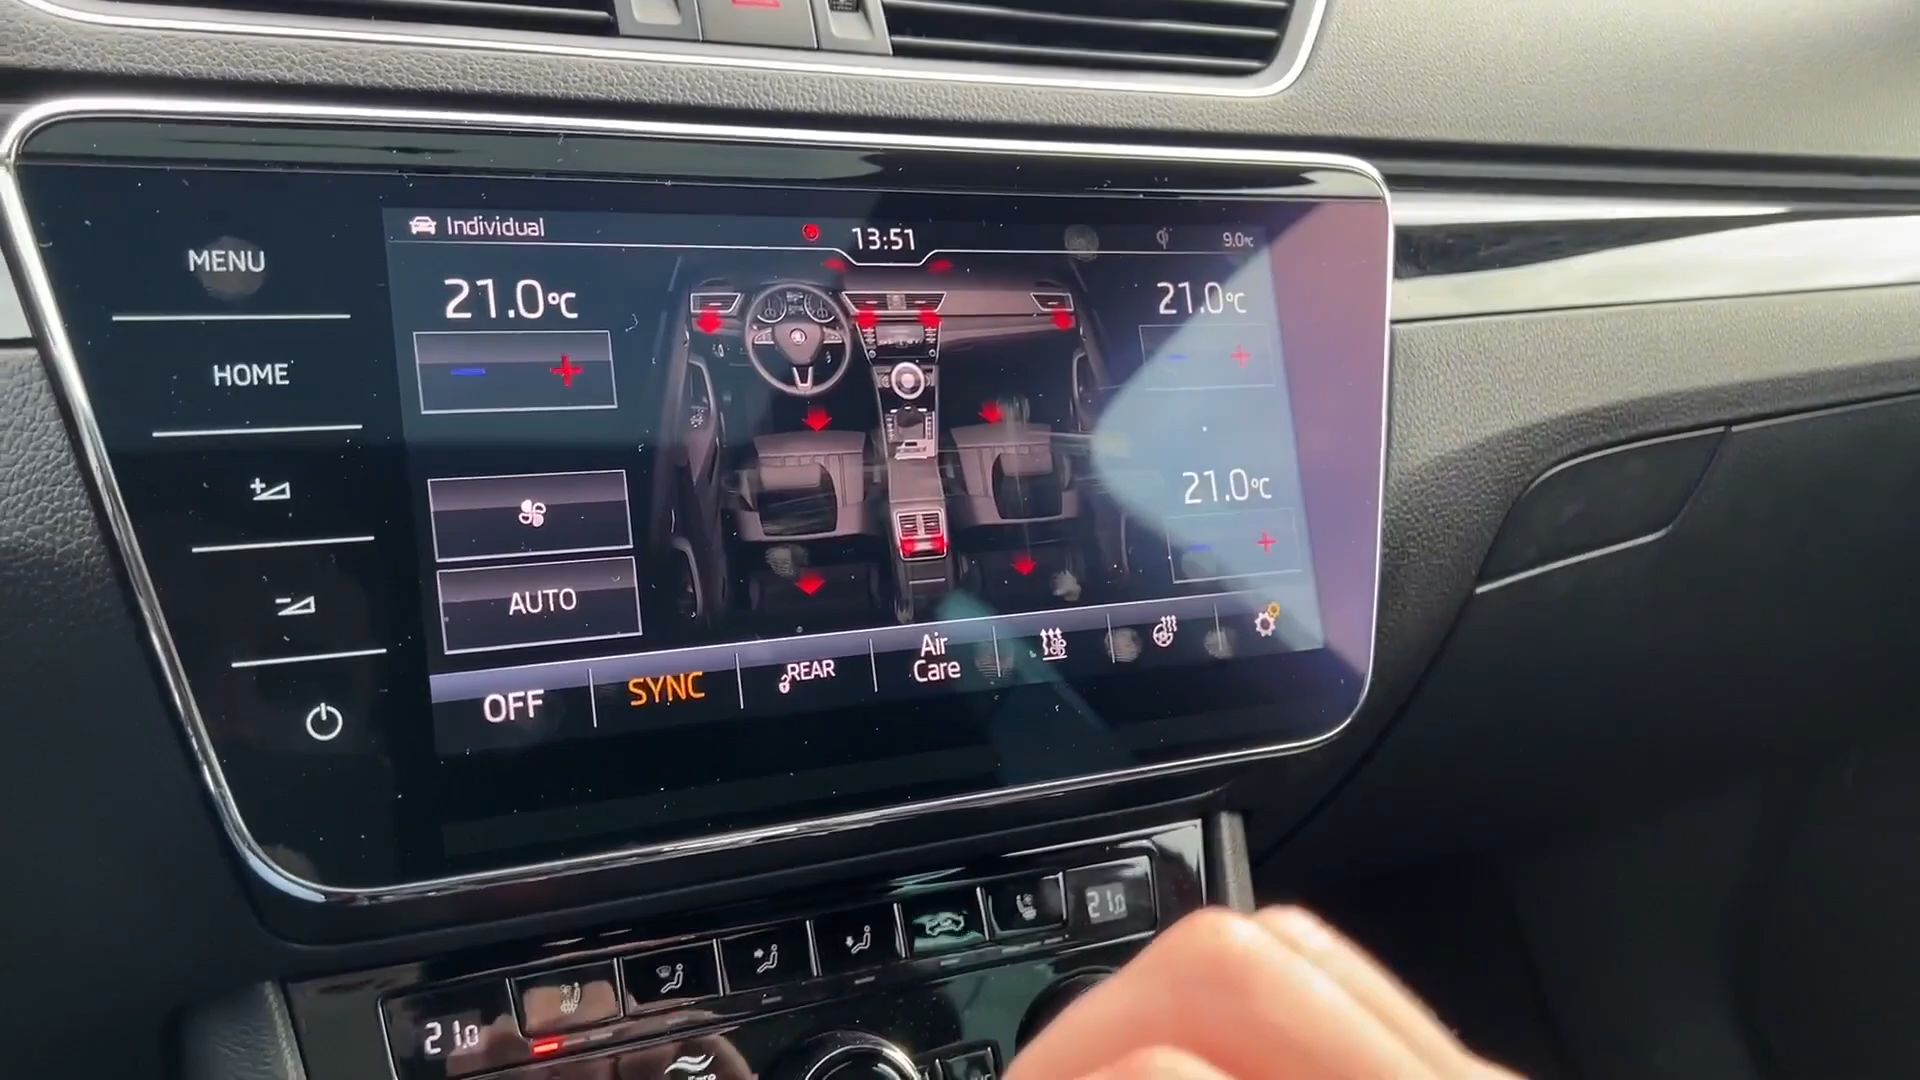 Individual
13:51
9.0°C
MENU
21.0°C
21.0°C
HOME
21.0°C
AUTO
OFF
SYNC
REAR
Air
Care
21.0
21.0